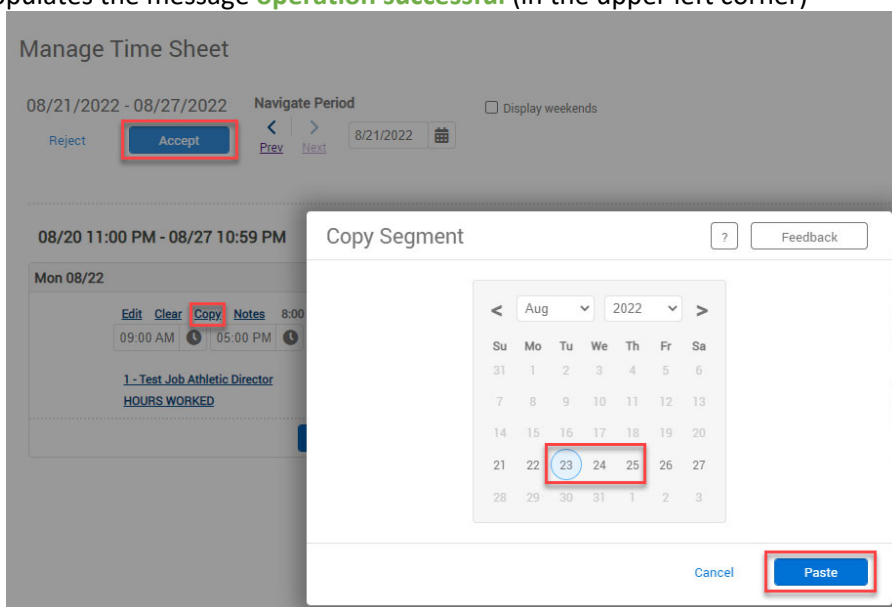 opulates the message operation successful (in the upper left corner)
Manage Time Sheet
08/21/2022 - 08/27/2022 Navigate Period Display weekends
Reject Accept < > 8/21/2022
Prev Next
08/20 11:00 PM - 08/27 10:59 PM
Mon 08/22
Edit Clear Copy Notes 8:00
09:00 AM 05:00 PM
1 - Test Job Athletic Director
HOURS WORKED
Copy Segment ? Feedback
< Aug 2022 >
Su Mo Tu We Th Fr Sa
31 1 2 3 4 5 6
7 8 9 10 11 12 13
14 15 16 17 18 19 20
21 22 23 24 25 26 27
28 29 30 31 1 2 3
Cancel Paste